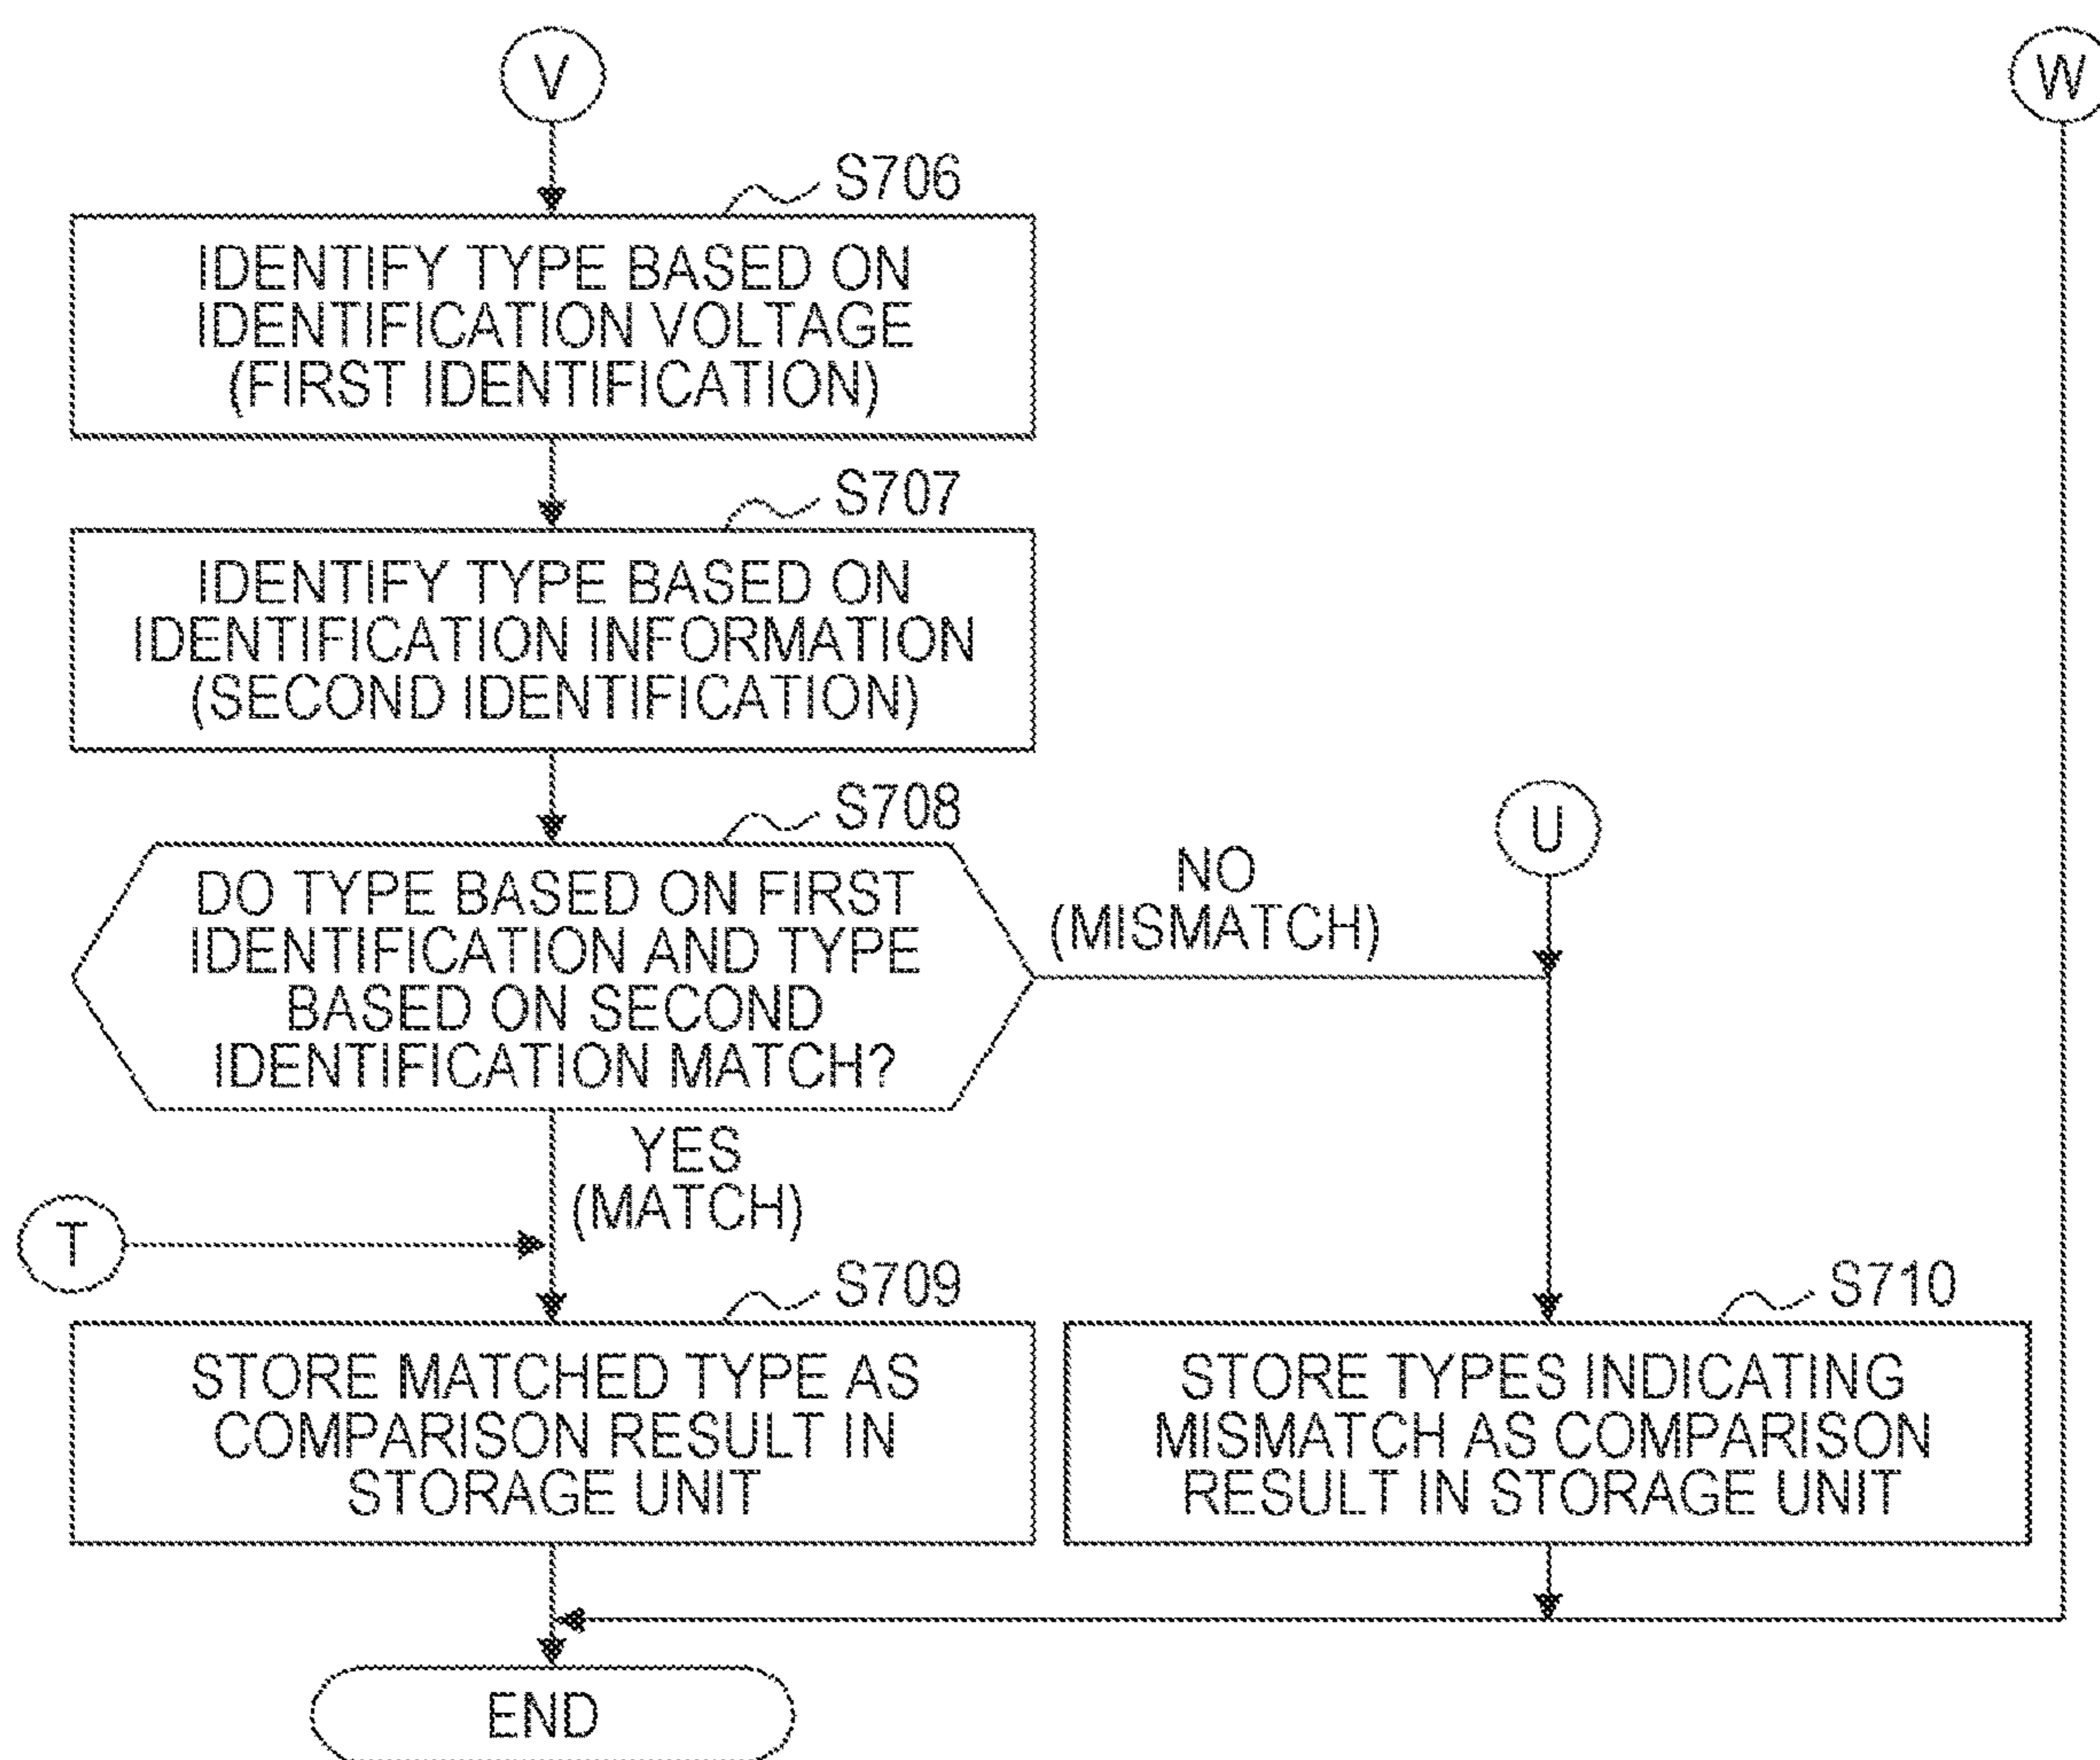 V
W
S706
IDENTIFY TYPE BASED ON
IDENTIFICATION VOLTAGE
(FIRST IDENTIFICATION)
S707
IDENTIFY TYPE BASED ON
IDENTIFICATION INFORMATION
(SECOND IDENTIFICATION)
S708
DO TYPE BASED ON FIRST
IDENTIFICATION AND TYPE
BASED ON SECOND
IDENTIFICATION MATCH?
NO
(MISMATCH)
U
YES
(MATCH)
T
S709
STORE MATCHED TYPE AS
COMPARISON RESULT IN
STORAGE UNIT
S710
STORE TYPES INDICATING
MISMATCH AS COMPARISON
RESULT IN STORAGE UNIT
END